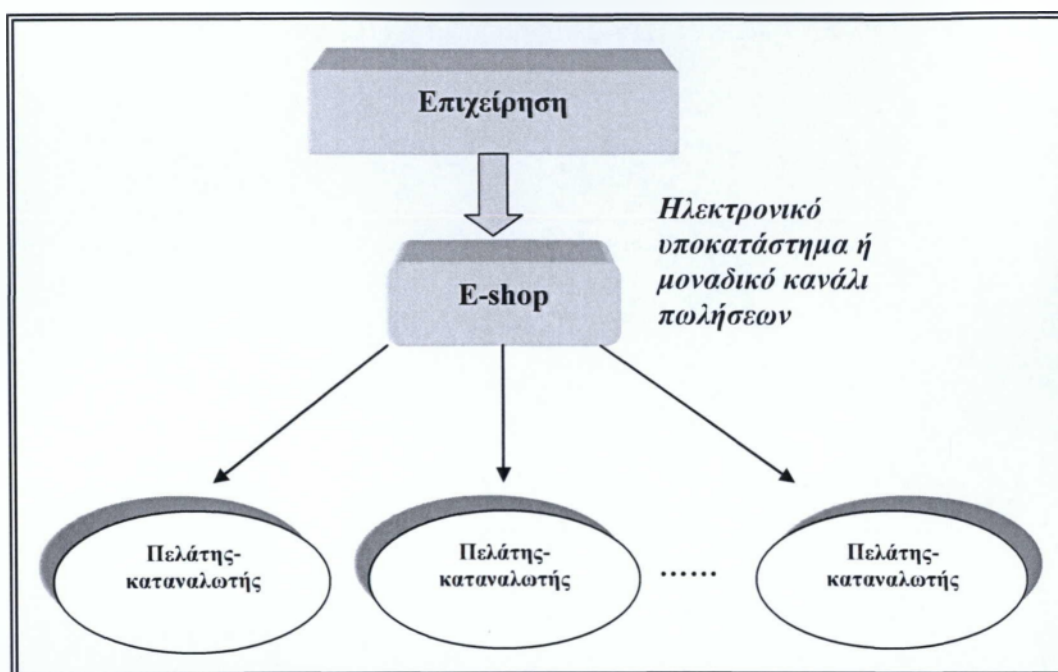 Επιχείρηση
Ηλεκτρονικό
υποκατάστημα ή
μοναδικό κανάλι
πωλήσεων
E-shop
Πελάτης-
καταναλωτής
Πελάτης-
καταναλωτής
......
Πελάτης-
καταναλωτής